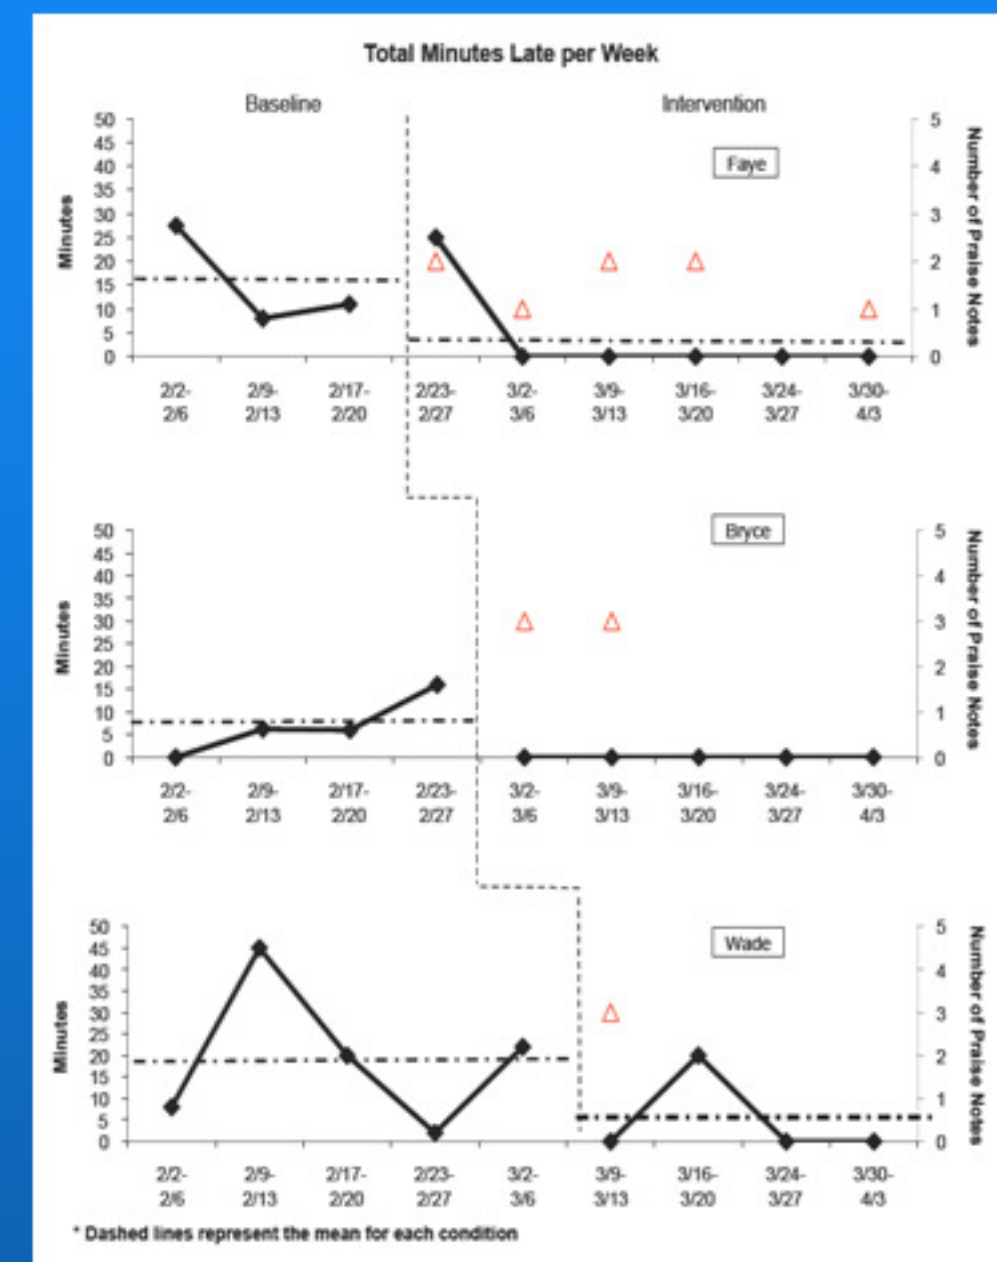 Total Minutes Late per Week
Baseline
Intervention
50
45
40
35
30
25
20
15
10
5
0
Minutes
Faye
5
4
3
2
1
0
Number of Praise Notes
2/2- 2/9- 2/17- 2/23- 3/2- 3/9- 3/16- 3/24- 3/30-
2/6 2/13 2/20 2/27 3/6 3/13 3/20 3/27 4/3
50
45
40
35
30
25
20
15
10
5
0
Minutes
Bryce
5
4
3
2
1
0
Number of Praise Notes
2/2- 2/9- 2/17- 2/23- 3/2- 3/9- 3/16- 3/24- 3/30-
2/6 2/13 2/20 2/27 3/6 3/13 3/20 3/27 4/3
50
45
40
35
30
25
20
15
10
5
0
Minutes
Wade
5
4
3
2
1
0
Number of Praise Notes
2/2- 2/9- 2/17- 2/23- 3/2- 3/9- 3/16- 3/24- 3/30-
2/6 2/13 2/20 2/27 3/6 3/13 3/20 3/27 4/3
* Dashed lines represent the mean for each condition